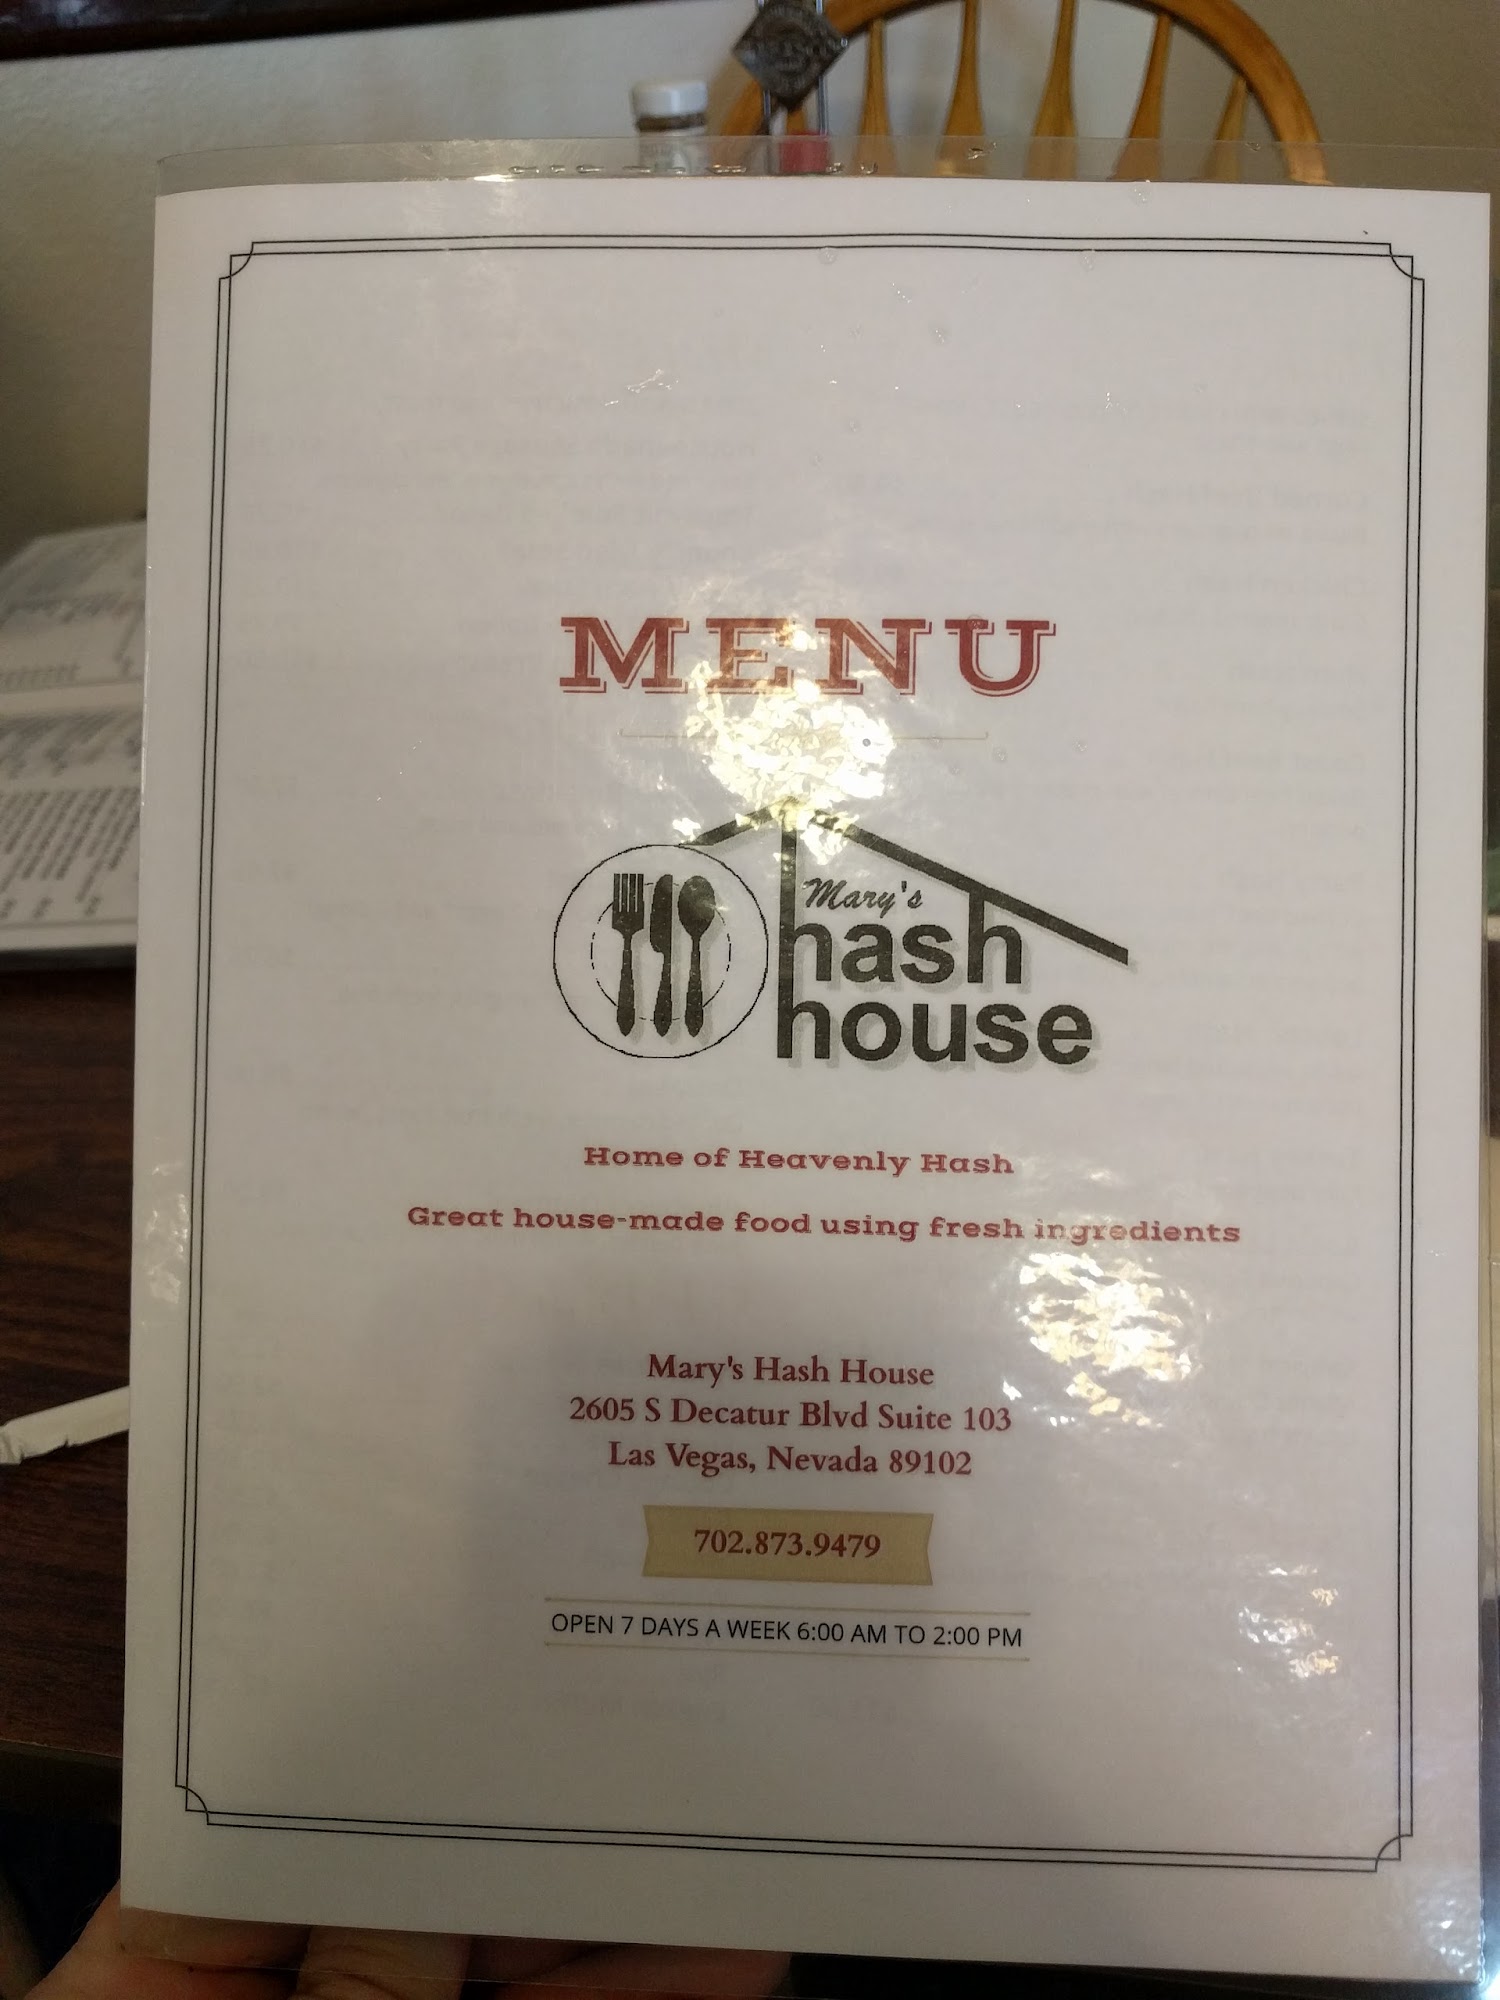 MENU
Mary's
hash
house
Home of Heavenly Hash
Great house-made food using fresh ingredients
Mary's Hash House
2605 S Decatur Blvd Suite 103
Las Vegas, Nevada 89102
702.873.9479
OPEN 7 DAYS A WEEK 6:00 AM TO 2:00 PM